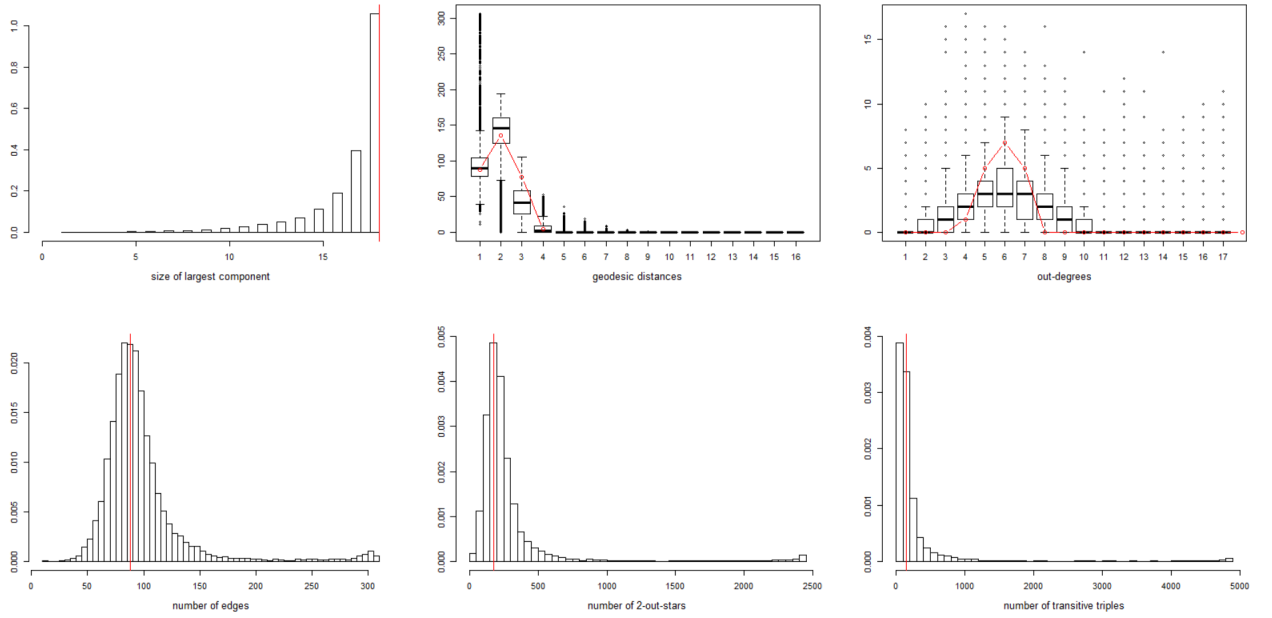 0.0 0.2 0.4 0.6 0.8 1.0
0 5 10 15
size of largest component
0 50 100 150 200 250 300
1 2 3 4 5 6 7 8 9 10 11 12 13 14 15 16
geodesic distances
0 5 10 15
1 2 3 4 5 6 7 8 9 10 11 12 13 14 15 16 17
out-degrees
0.000 0.005 0.010 0.015 0.020
0 50 100 150 200 250 300
number of edges
0.000 0.001 0.002 0.003 0.004 0.005
0 500 1000 1500 2000 2500
number of 2-out-stars
0.000 0.001 0.002 0.003 0.004
0 1000 2000 3000 4000 5000
number of transitive triples